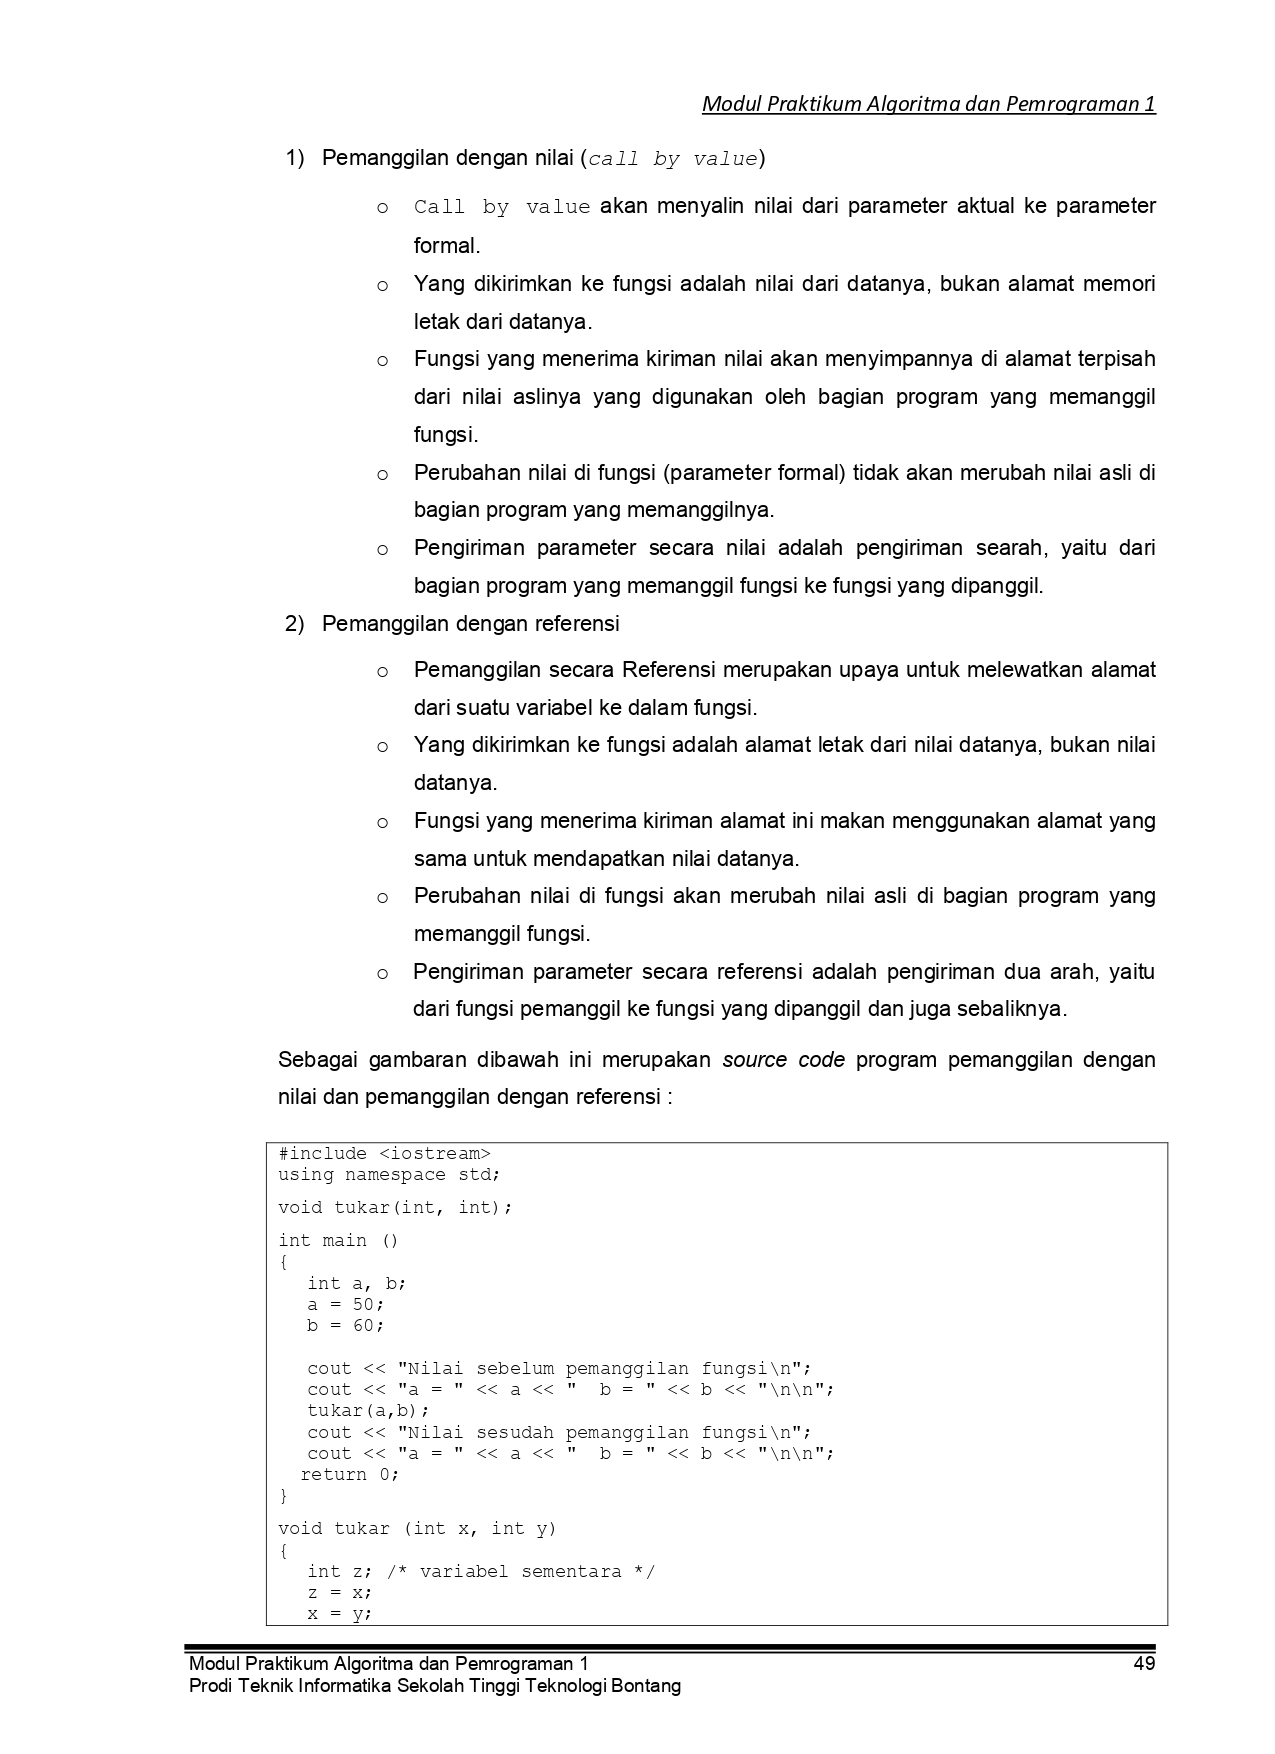 Modul Praktikum Algoritma dan Pemrograman 1
1) Pemanggilan dengan nilai (call by value)
o Call by value akan menyalin nilai dari parameter aktual ke parameter
formal.
o Yang dikirimkan ke fungsi adalah nilai dari datanya, bukan alamat memori
letak dari datanya.
o Fungsi yang menerima kiriman nilai akan menyimpannya di alamat terpisah
dari nilai aslinya yang digunakan oleh bagian program yang memanggil
fungsi.
o Perubahan nilai di fungsi (parameter formal) tidak akan merubah nilai asli di
bagian program yang memanggilnya.
o Pengiriman parameter secara nilai adalah pengiriman searah, yaitu dari
bagian program yang memanggil fungsi ke fungsi yang dipanggil.
2) Pemanggilan dengan referensi
o Pemanggilan secara Referensi merupakan upaya untuk melewatkan alamat
dari suatu variabel ke dalam fungsi.
o Yang dikirimkan ke fungsi adalah alamat letak dari nilai datanya, bukan nilai
datanya.
o Fungsi yang menerima kiriman alamat ini makan menggunakan alamat yang
sama untuk mendapatkan nilai datanya.
o Perubahan nilai di fungsi akan merubah nilai asli di bagian program yang
memanggil fungsi.
o Pengiriman parameter secara referensi adalah pengiriman dua arah, yaitu
dari fungsi pemanggil ke fungsi yang dipanggil dan juga sebaliknya.
Sebagai gambaran dibawah ini merupakan source code program pemanggilan dengan
nilai dan pemanggilan dengan referensi :
#include <iostream>
using namespace std;
void tukar(int, int);
int main ()
{
int a, b;
a = 50;
b = 60;
cout << "Nilai sebelum pemanggilan fungsi\n";
cout << "a = " << a << "  b = " << b << "\n\n";
tukar(a,b);
cout << "Nilai sesudah pemanggilan fungsi\n";
cout << "a = " << a << "  b = " << b << "\n\n";
return 0;
}
void tukar (int x, int y)
{
int z; /* variabel sementara */
z = x;
x = y;
Modul Praktikum Algoritma dan Pemrograman 1 49
Prodi Teknik Informatika Sekolah Tinggi Teknologi Bontang